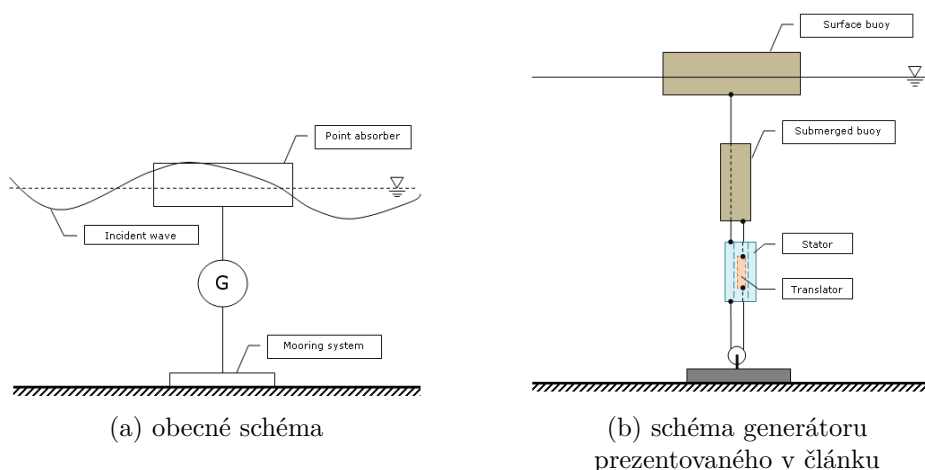 Point absorber
Incident wave
G
Mooring system
(a) obecné schéma
Surface buoy
Submerged buoy
Stator
Translator
(b) schéma generátoru
prezentovaného v článku